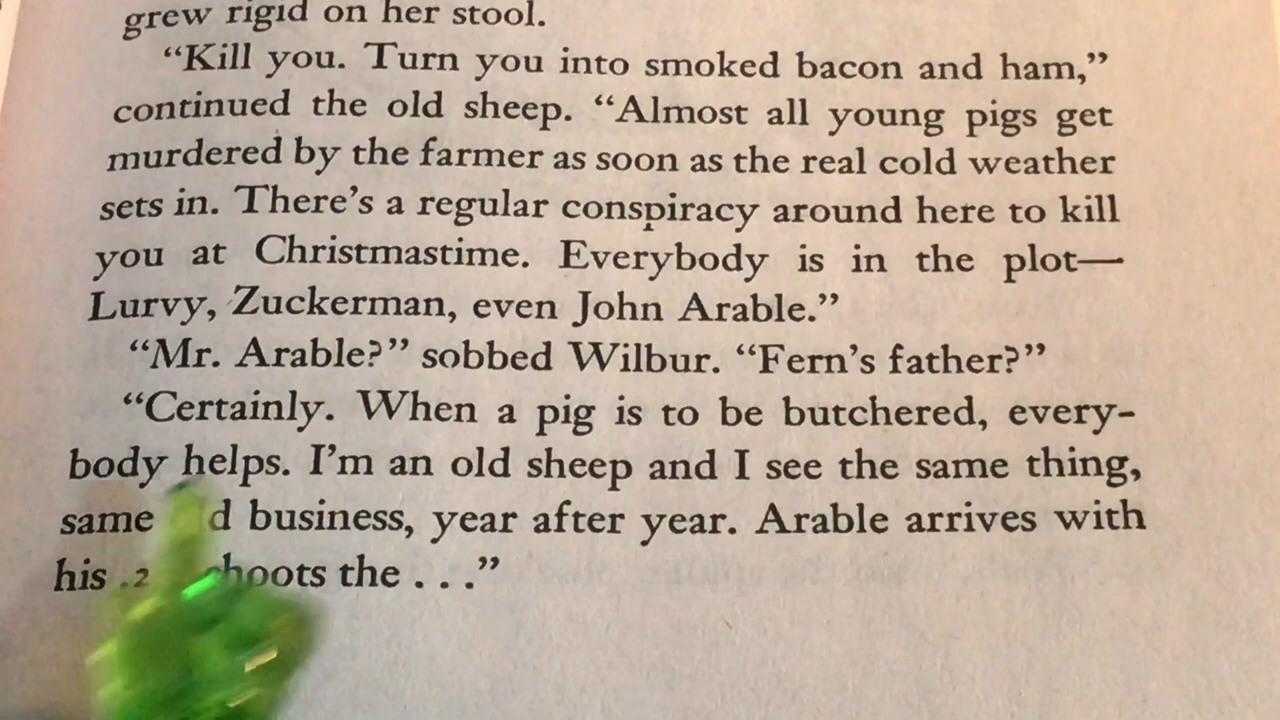 grew rigid on her stool.
“Kill you. Turn you into smoked bacon and ham,”
continued the old sheep. “Almost all young pigs get
murdered by the farmer as soon as the real cold weather
sets in. There’s a regular conspiracy around here to kill
you at Christmastime. Everybody is in the plot—
Lurvy, Zuckerman, even John Arable.”
“Mr. Arable?” sobbed Wilbur. “Fern’s father?”
“Certainly. When a pig is to be butchered, every-
body helps. I’m an old sheep and I see the same thing,
same business, year after year. Arable arrives with
his the . . .”